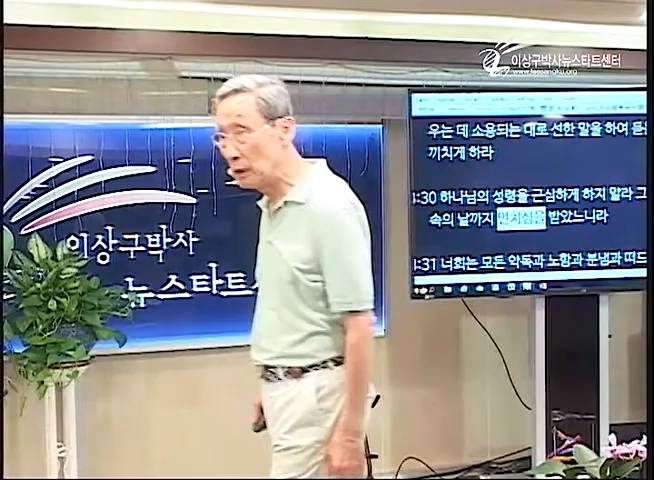 이상구박사뉴스타트센터
www.leesangku.org
우는 데 소용되는 대로 선한 말을 하여 듣
끼치게 하라
:30 하나님의 성령을 근심하게 하지 말라 그
속의 날까지 인치심을 받았느니라
:31 너희는 모든 악독과 노함과 분냄과 떠드
이상구박사
뉴스타트